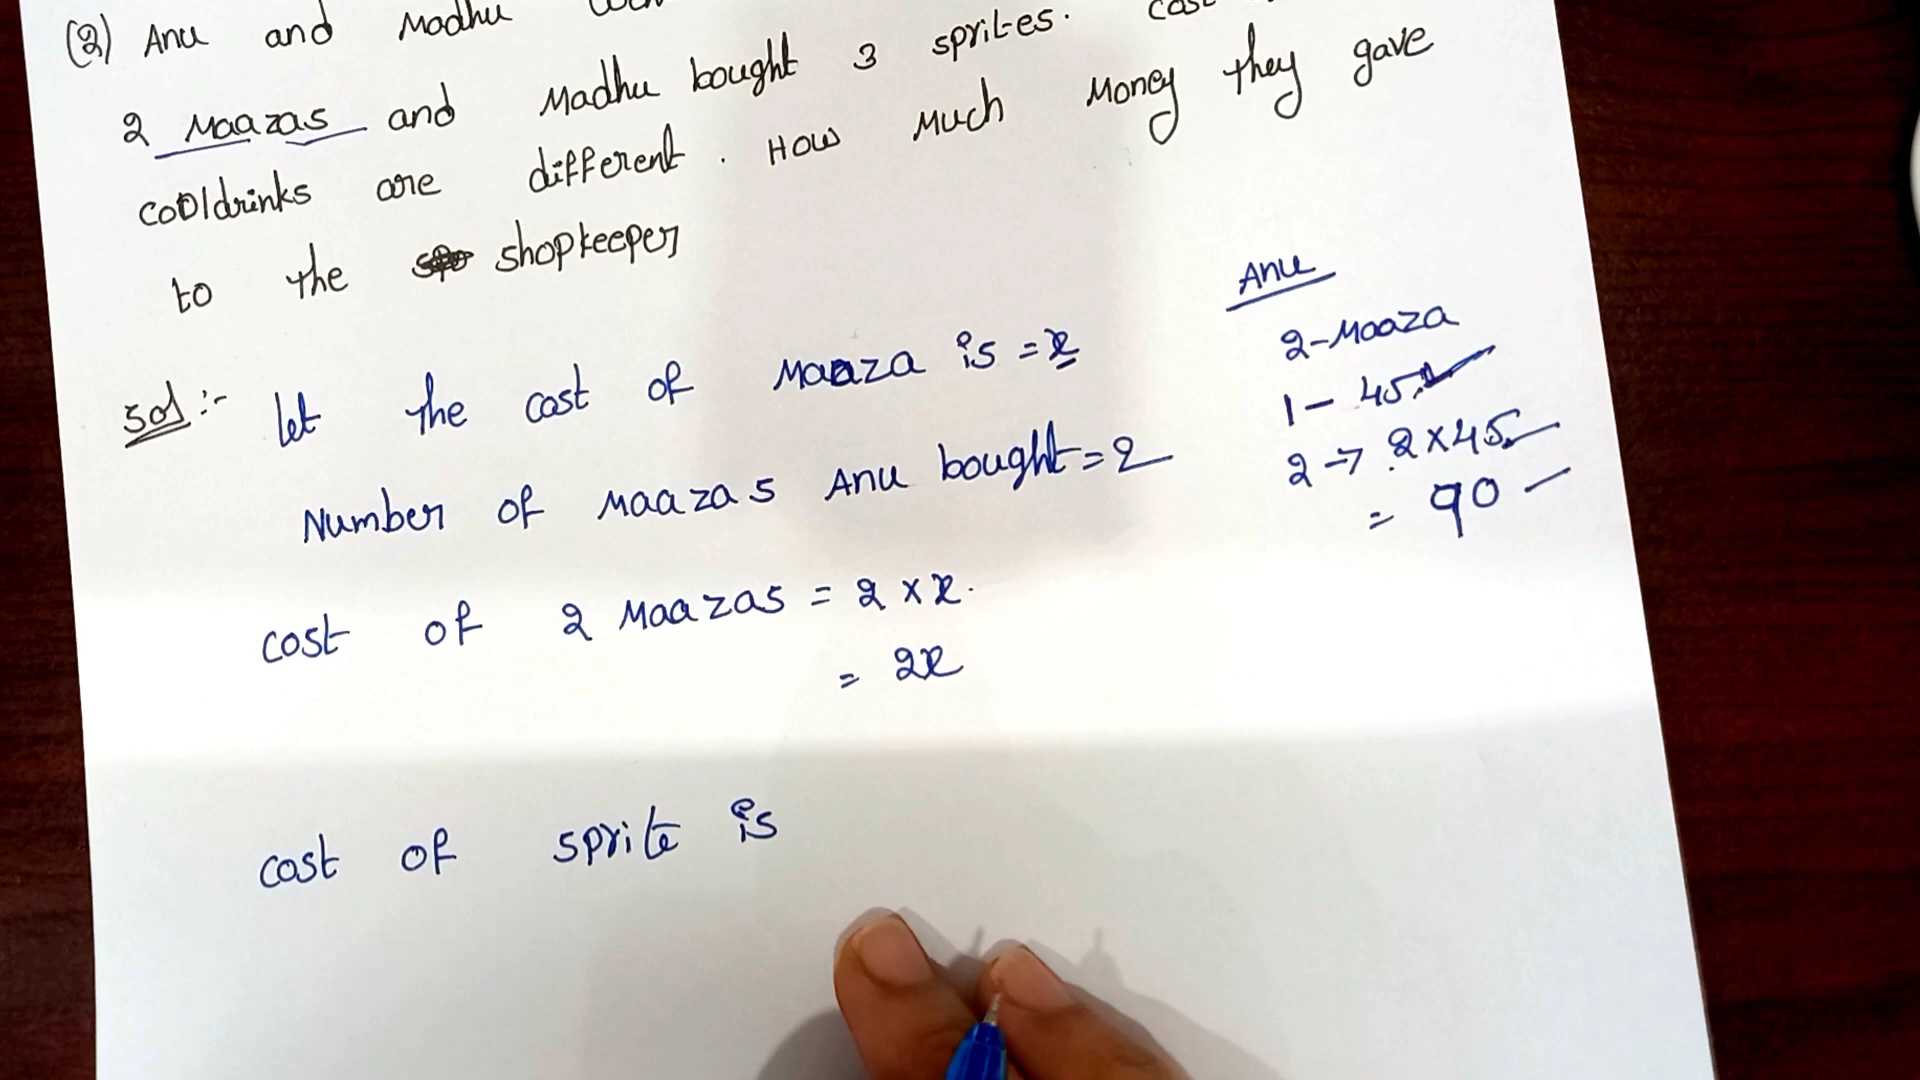 (2) Anu and Madhu
2 Maazas and Madhu bought 3 sprites.
cooldrinks are different. How Much Money they gave
to the shopkeeper
Sol :- let the cost of Maaza is = x
Number of Maazas Anu bought = 2
cost of 2 Maazas = 2 x x.
= 2x
cost of sprite is
Anu
2-Maaza
1 - 45
2 → 2 x 45
= 90